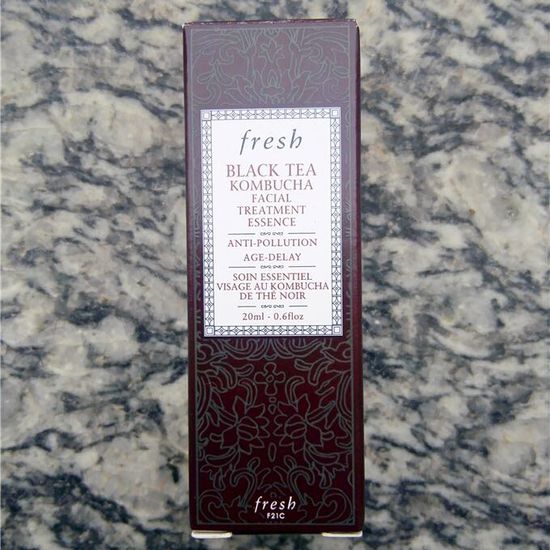 fresh
BLACK TEA
KOMBUCHA
FACIAL
TREATMENT
ESSENCE
ANTI-POLLUTION
AGE-DELAY
SOIN ESSENTIEL
VISAGE AU KOMBUCHA
DE THÉ NOIR
20ml - 0.6floz
fresh
F21C